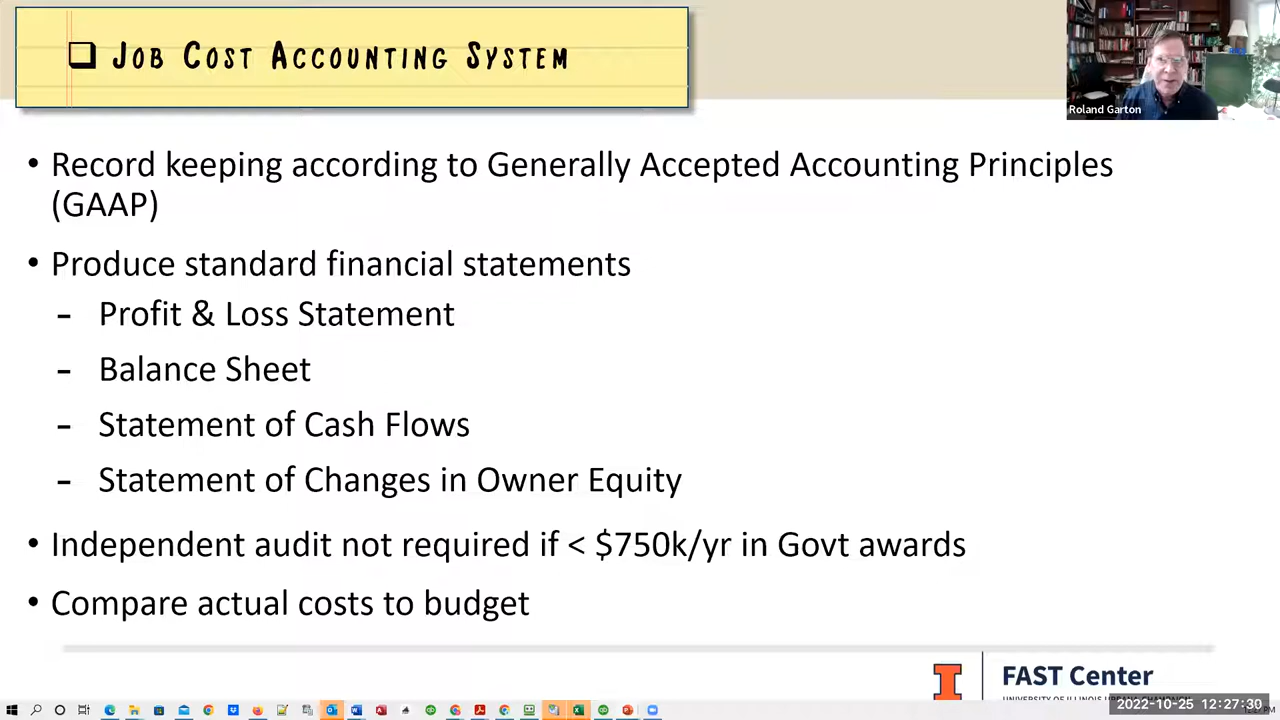 ❑ JOB COST ACCOUNTING SYSTEM
Roland Garton
• Record keeping according to Generally Accepted Accounting Principles
(GAAP)
• Produce standard financial statements
- Profit & Loss Statement
- Balance Sheet
- Statement of Cash Flows
- Statement of Changes in Owner Equity
• Independent audit not required if < $750k/yr in Govt awards
• Compare actual costs to budget
I
FAST Center
2022-10-25 12:27:30